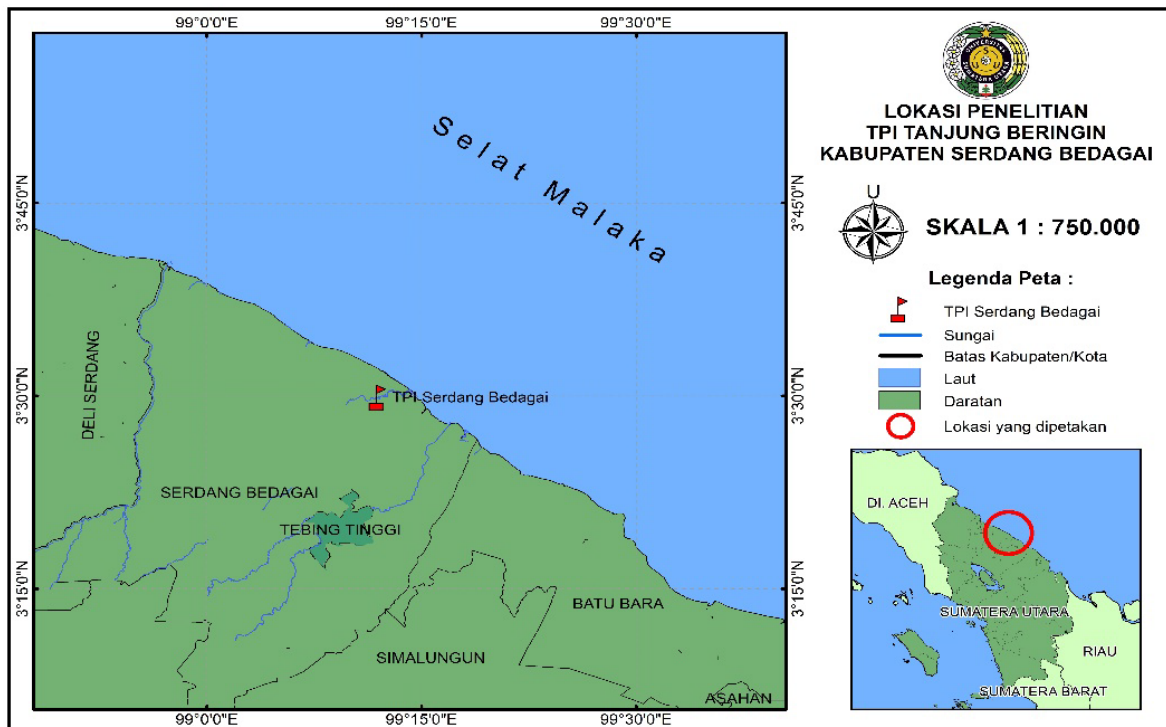 99°0'0"E 99°15'0"E 99°30'0"E
3°45'0"N 3°45'0"N
3°30'0"N 3°30'0"N
3°15'0"N 3°15'0"N
Selat Malaka
DELI SERDANG
TPI Serdang Bedagai
SERDANG BEDAGAI
TEBING TINGGI
BATU BARA
SIMALUNGUN
ASAHAN
99°0'0"E 99°15'0"E 99°30'0"E
UNIVERSITAS
SUMATERA UTARA
LOKASI PENELITIAN
TPI TANJUNG BERINGIN
KABUPATEN SERDANG BEDAGAI
U
SKALA 1 : 750.000
Legenda Peta :
TPI Serdang Bedagai
Sungai
Batas Kabupaten/Kota
Laut
Daratan
Lokasi yang dipetakan
DI. ACEH
SUMATERA UTARA
RIAU
SUMATERA BARAT